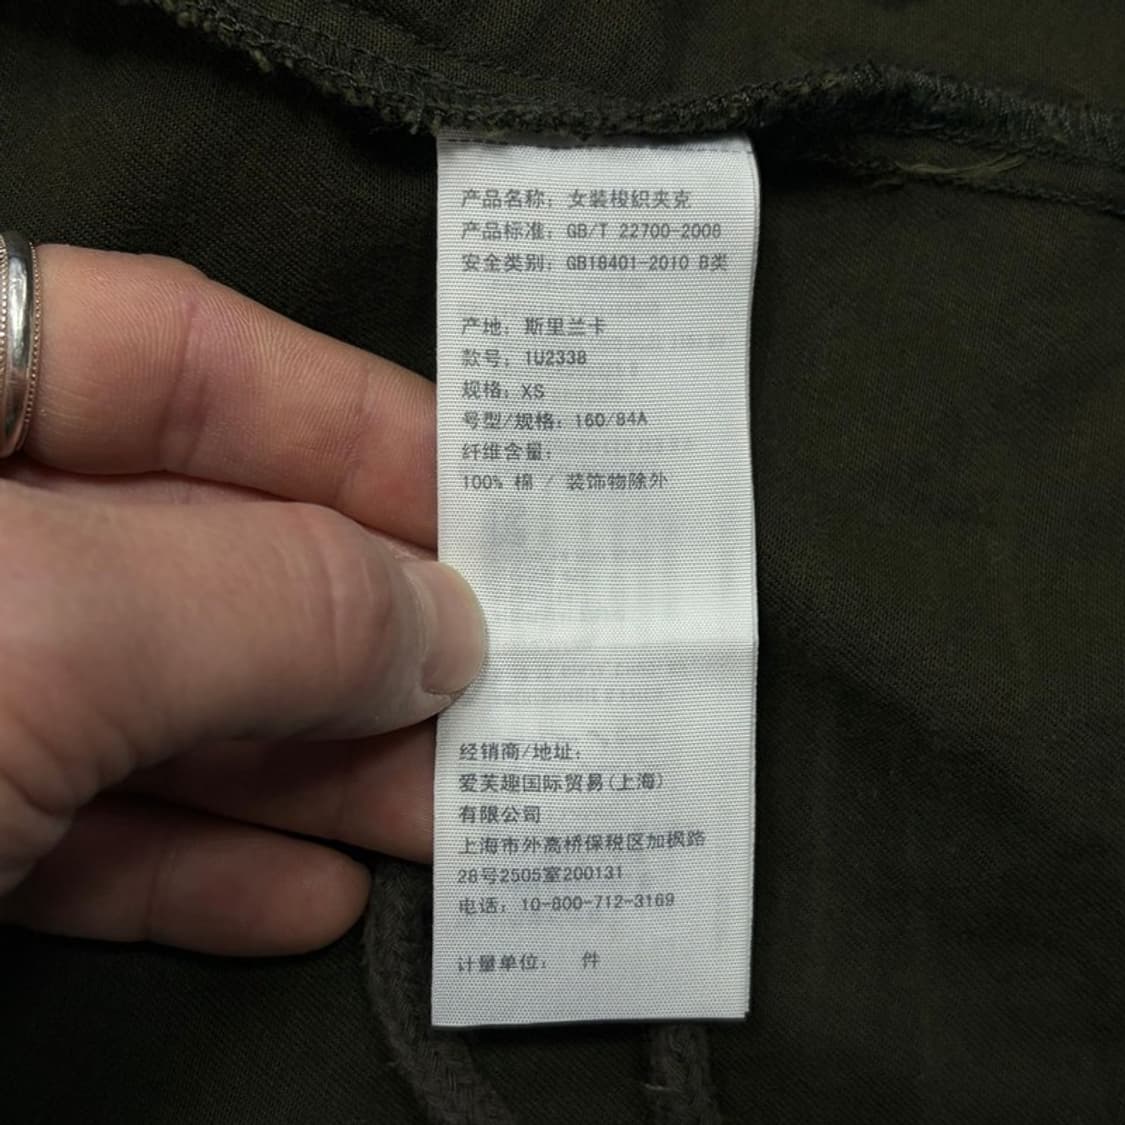 产品名称：女装梭织夹克
产品标准：GB/T 22700-2008
安全类别：GB18401-2010 B类
产地：斯里兰卡
款号：1U2338
规格：XS
号型/规格：160/84A
纤维含量：
100% 棉 / 装饰物除外
经销商/地址：
爱芙趣国际贸易(上海)
有限公司
上海市外高桥保税区加枫路
28号2505室200131
电话：10-800-712-3169
计量单位： 件